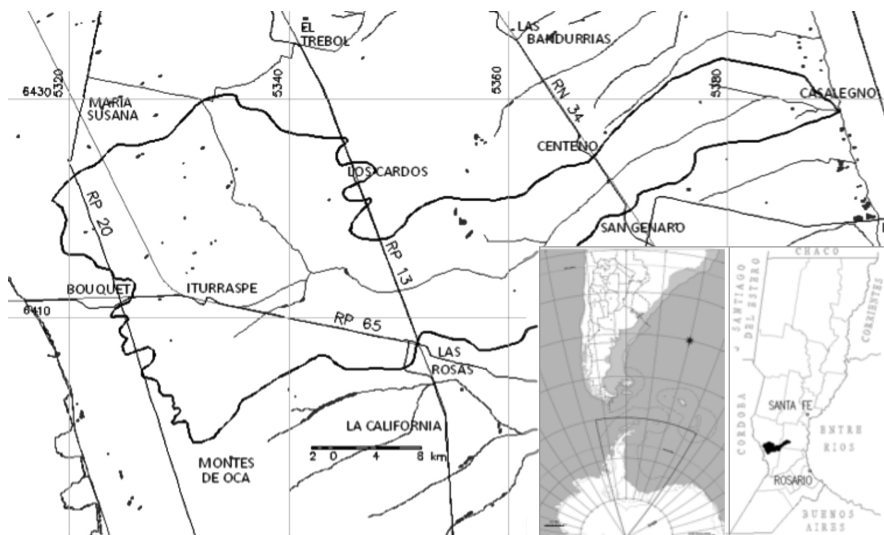 EL
TREBOL
LAS
BANDURRIAS
5320
5340
5360
5380
6430
MARIA
SUSANA
RN 34
CASALEGNO
CENTENO
LOS CARDOS
RP 20
SAN GENARO
RP 13
BOUQUET
ITURRASPE
6410
RP 65
LAS
ROSAS
LA CALIFORNIA
2 0 4 8 km
MONTES
DE OCA
CHACO
SANTIAGO
DEL ESTERO
CORRIENTES
SANTA FE
CORDOBA
ENTRE
RIOS
ROSARIO
BUENOS
AIRES